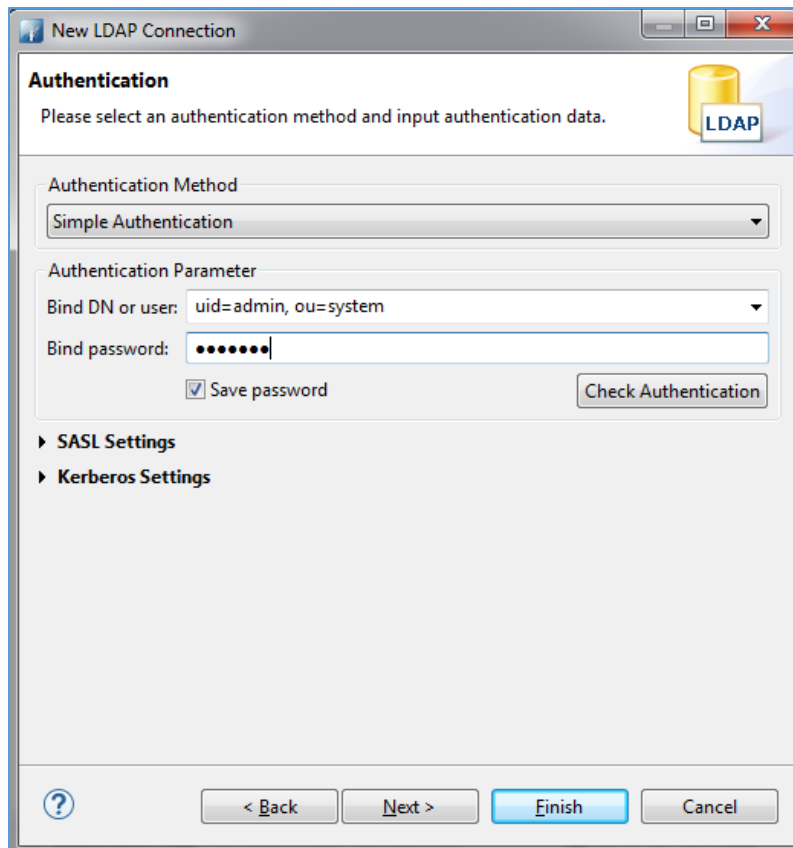 New LDAP Connection
Authentication
Please select an authentication method and input authentication data.
LDAP
Authentication Method
Simple Authentication
Authentication Parameter
Bind DN or user: uid=admin, ou=system
Bind password: ●●●●●●●
Save password
Check Authentication
SASL Settings
Kerberos Settings
? < Back Next > Finish Cancel